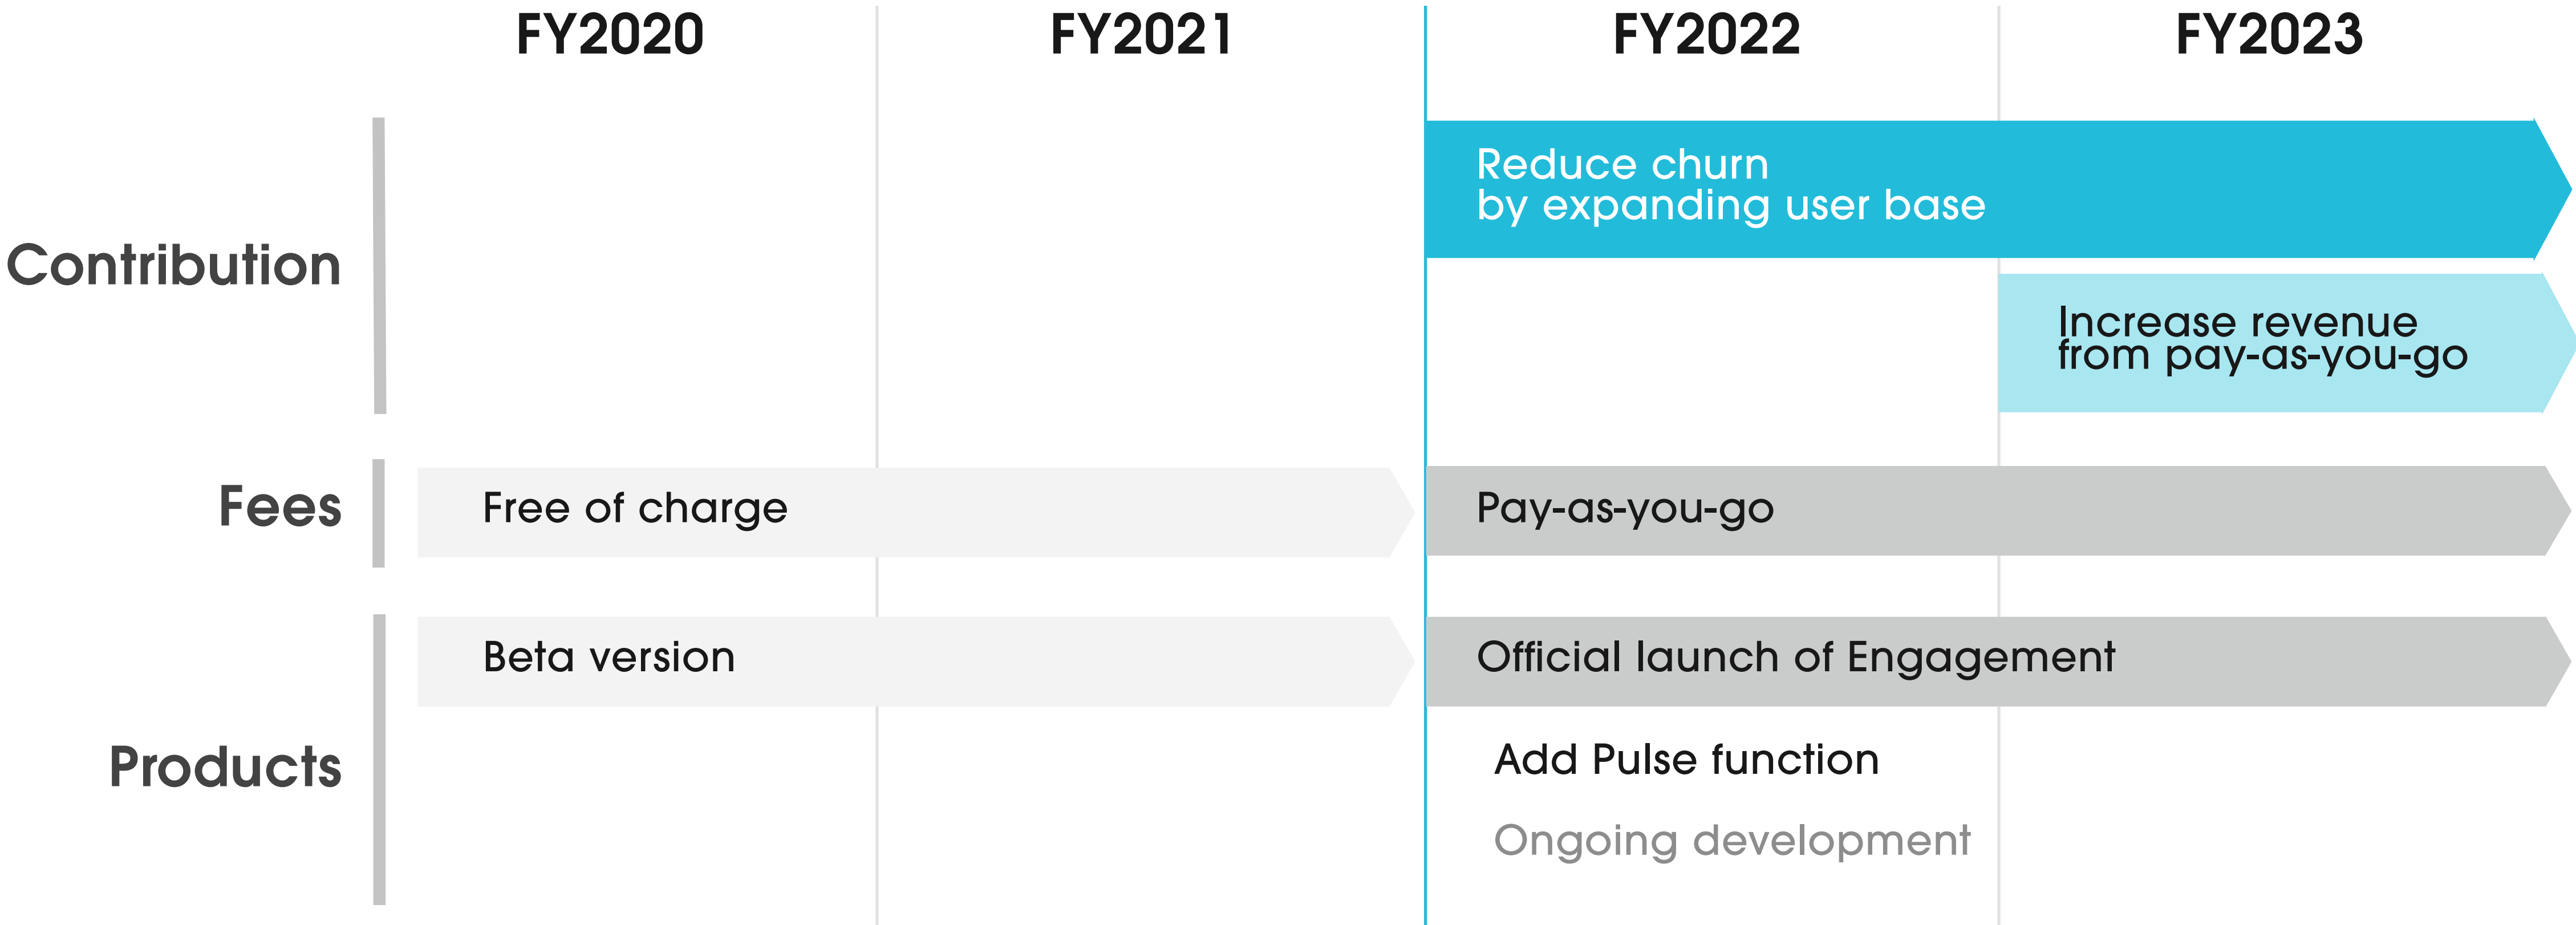 FY2020
FY2021
FY2022
FY2023
Contribution
Reduce churn
by expanding user base
Increase revenue
from pay-as-you-go
Fees
Free of charge
Pay-as-you-go
Products
Beta version
Official launch of Engagement
Add Pulse function
Ongoing development